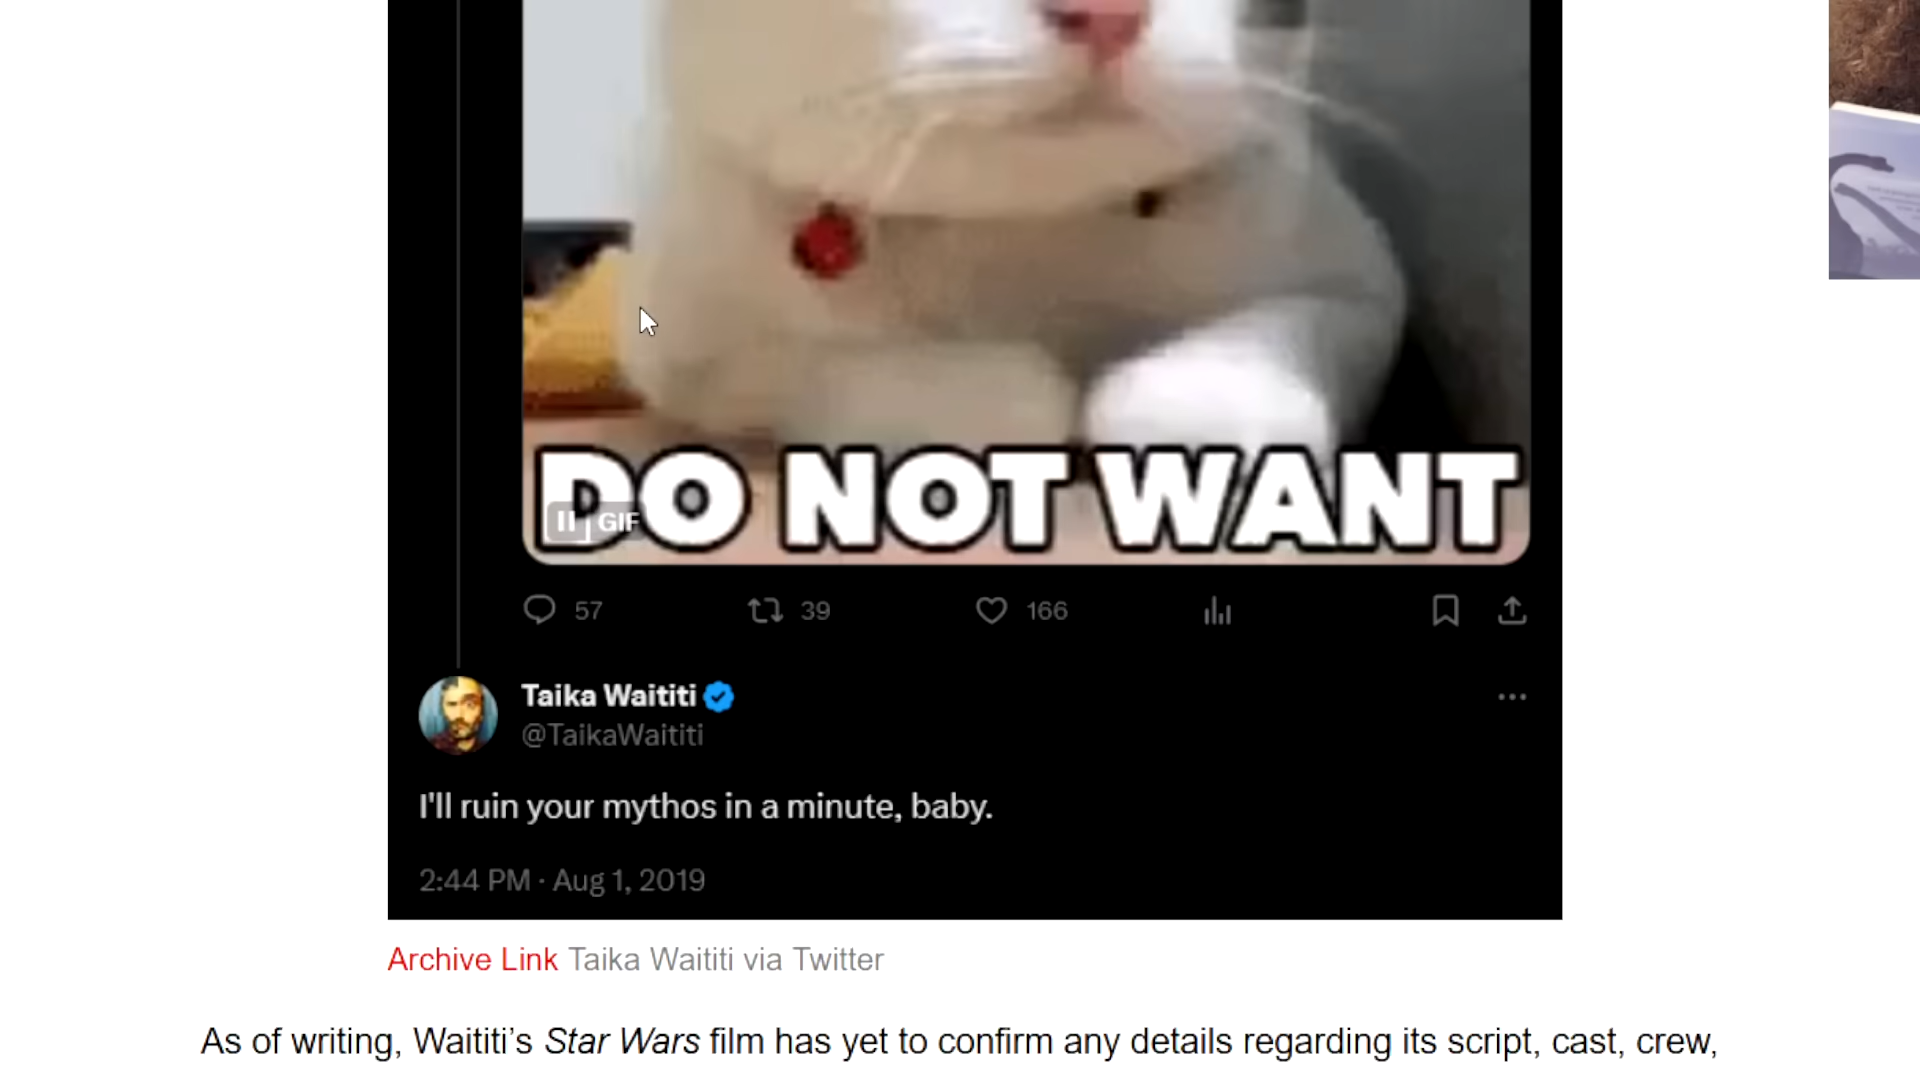 DO NOT WANT
GIF
57 39 166
Taika Waititi
@TaikaWaititi
I'll ruin your mythos in a minute, baby.
2:44 PM · Aug 1, 2019
Archive Link Taika Waititi via Twitter
As of writing, Waititi’s Star Wars film has yet to confirm any details regarding its script, cast, crew,